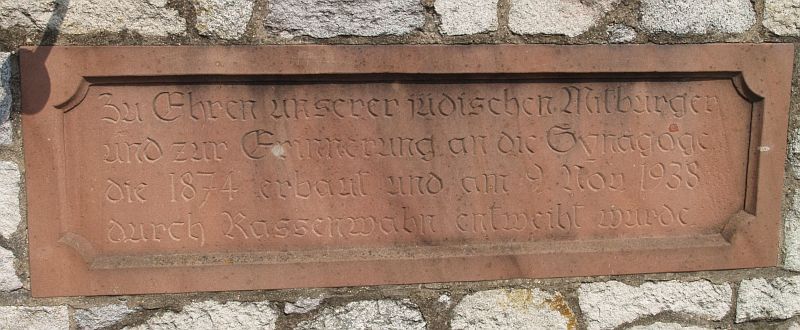 Zu Ehren unserer jüdischen Mitbürger
und zur Erinnerung an die Synagoge
die 1874 erbaut und am 9. Nov. 1938
durch Rassenwahn entweiht wurde